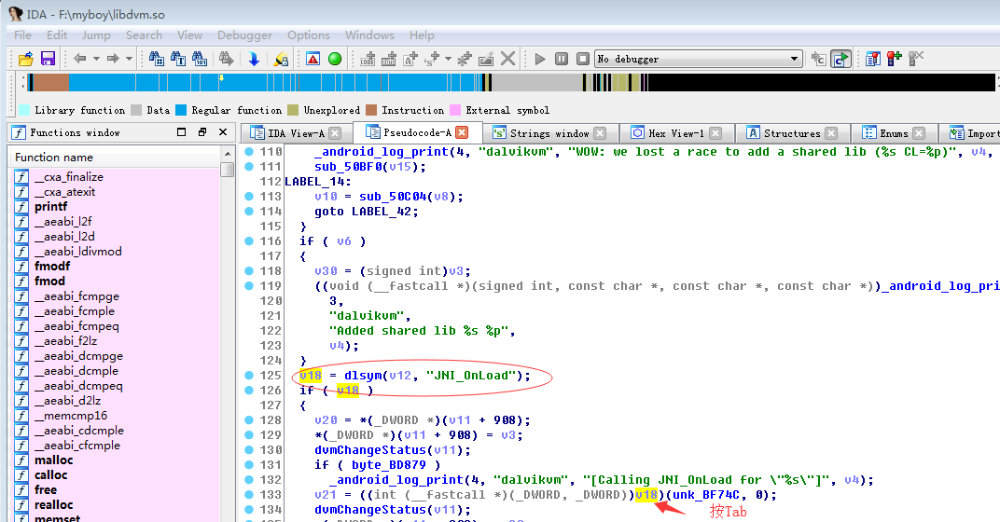 IDA - F:\myboy\libdvm.so
File Edit Jump Search View Debugger Options Windows Help
No debugger
Library function Data Regular function Unexplored Instruction External symbol
Functions window
IDA View-A Pseudocode-A Strings window Hex View-1 Structures Enums Import
Function name
__cxa_finalize
__cxa_atexit
printf
__aeabi_l2f
__aeabi_l2d
__aeabi_ldivmod
fmodf
fmod
__aeabi_fcmpge
__aeabi_fcmple
__aeabi_fcmpeq
__aeabi_f2lz
__aeabi_dcmpge
__aeabi_dcmple
__aeabi_dcmpeq
__aeabi_d2lz
__memcmp16
__aeabi_cdcmple
__aeabi_cfcmple
malloc
calloc
free
realloc
memset
110 _android_log_print(4, "dalvikvm", "WOW: we lost a race to add a shared lib (%s CL=%p)", v4,
111 sub_50BF0(v15);
112 LABEL_14:
113 v10 = sub_50C04(v8);
114 goto LABEL_42;
115 }
116 if ( v6 )
117 {
118 v30 = (signed int)v3;
119 ((void (__fastcall *)(signed int, const char *, const char *, const char *))_android_log_prin
120 3,
121 "dalvikvm",
122 "Added shared lib %s %p",
123 v4);
124 }
125 v18 = dlsym(v12, "JNI_OnLoad");
126 if ( v18 )
127 {
128 v20 = *(_DWORD *)(v11 + 908);
129 *(_DWORD *)(v11 + 908) = v3;
130 dvmChangeStatus(v11);
131 if ( byte_BD879 )
132 _android_log_print(4, "dalvikvm", "[Calling JNI_OnLoad for \"%s\"]", v4);
133 v21 = ((int (__fastcall *)(_DWORD, _DWORD))v18)(unk_BF74C, 0);
134 dvmChangeStatus(v11);
按Tab